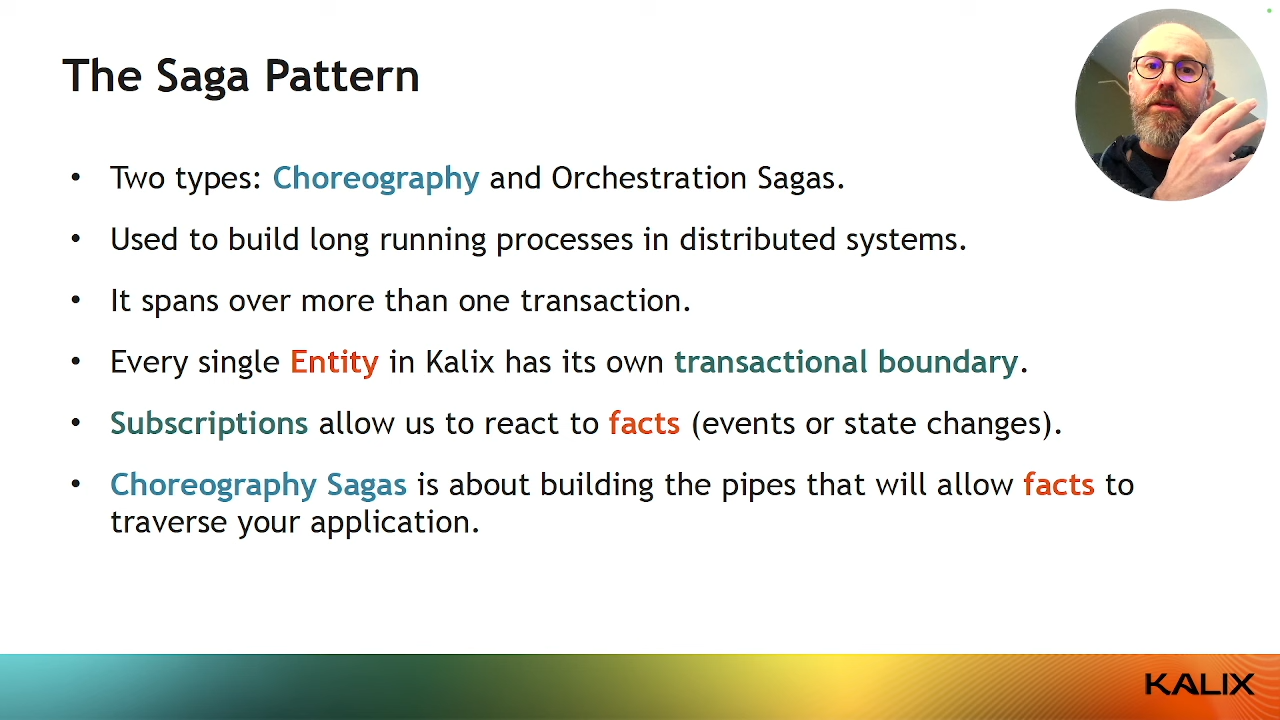 The Saga Pattern
• Two types: Choreography and Orchestration Sagas.
• Used to build long running processes in distributed systems.
• It spans over more than one transaction.
• Every single Entity in Kalix has its own transactional boundary.
• Subscriptions allow us to react to facts (events or state changes).
• Choreography Sagas is about building the pipes that will allow facts to
traverse your application.
KALIX